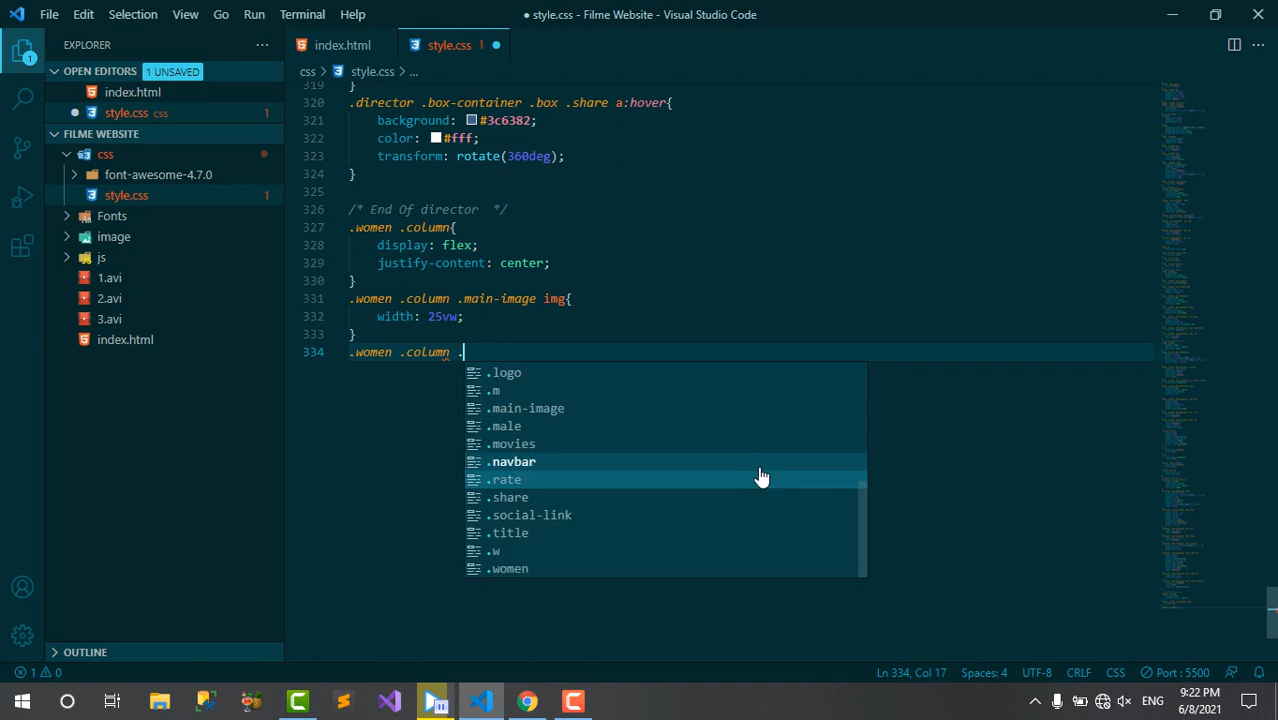 File Edit Selection View Go Run Terminal Help
● style.css - Filme Website - Visual Studio Code
EXPLORER ···
index.html
style.css 1
OPEN EDITORS 1 UNSAVED
index.html
style.css css 1
FILME WEBSITE
css
font-awesome-4.7.0
style.css 1
Fonts
image
js
1.avi
2.avi
3.avi
index.html
OUTLINE
css > style.css > ...
319 }
320 .director .box-container .box .share a:hover{
321 background: #3c6382;
322 color: #fff;
323 transform: rotate(360deg);
324 }
325
326 /* End Of director */
327 .women .column{
328 display: flex;
329 justify-content: center;
330 }
331 .women .column .main-image img{
332 width: 25vw;
333 }
334 .women .column .
.logo
.m
.main-image
.male
.movies
.navbar
.rate
.share
.social-link
.title
.w
.women
1 0
Ln 334, Col 17 Spaces: 4 UTF-8 CRLF CSS Port : 5500
ENG
9:22 PM
6/8/2021
1